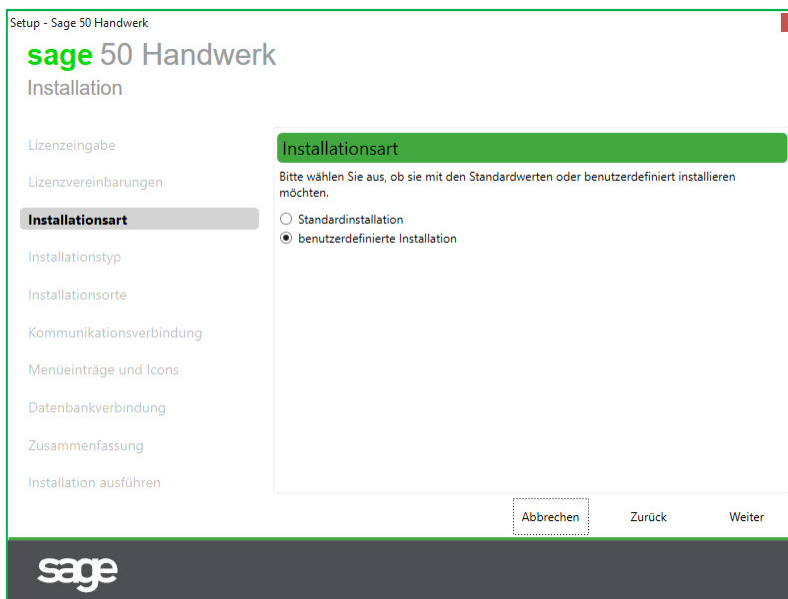 Setup - Sage 50 Handwerk
sage 50 Handwerk
Installation
Lizenzeingabe
Lizenzvereinbarungen
Installationsart
Installationstyp
Installationsorte
Kommunikationsverbindung
Menüeinträge und Icons
Datenbankverbindung
Zusammenfassung
Installation ausführen
Installationsart
Bitte wählen Sie aus, ob sie mit den Standardwerten oder benutzerdefiniert installieren
möchten.
Standardinstallation
benutzerdefinierte Installation
Abbrechen Zurück Weiter
sage